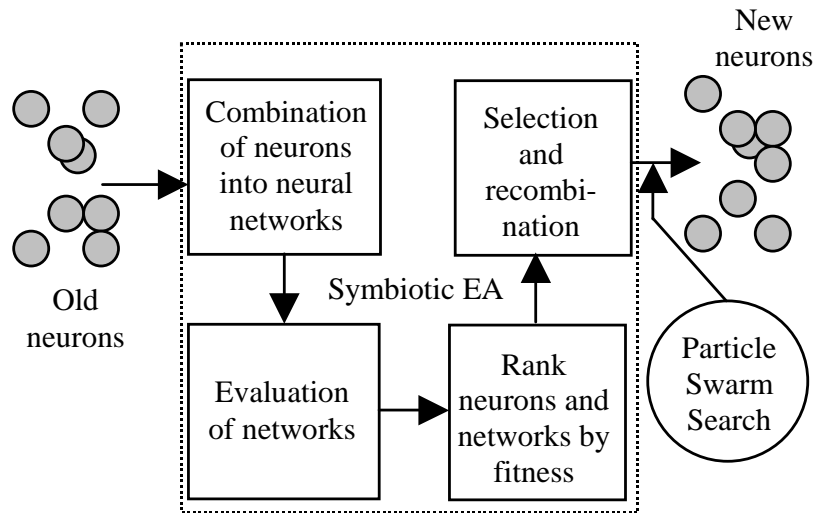 Old
neurons
Combination
of neurons
into neural
networks
Evaluation
of networks
Symbiotic EA
Rank
neurons and
networks by
fitness
Selection
and
recombi-
nation
New
neurons
Particle
Swarm
Search